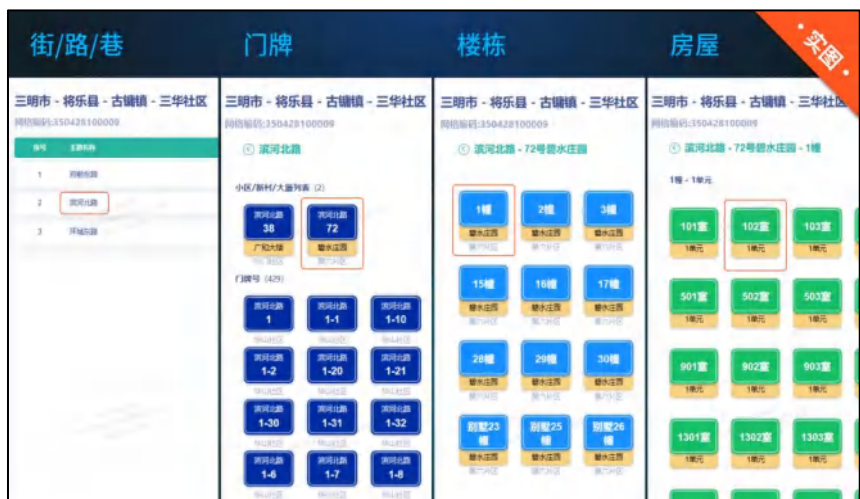 街/路/巷
门牌
楼栋
房屋
·实图·
三明市 - 将乐县 - 古镛镇 - 三华社区
网格编码:350428100009
序号
1
2 滨河北路
3
三明市 - 将乐县 - 古镛镇 - 三华社区
网格编码:350428100009
滨河北路
小区/新村/大厦列表 (2)
滨河北路 滨河北路
38 72
广和大楼 碧水庄园
门牌号 (429)
滨河北路 滨河北路 滨河北路
1 1-1 1-10
滨河北路 滨河北路 滨河北路
1-2 1-20 1-21
滨河北路 滨河北路 滨河北路
1-30 1-31 1-32
滨河北路 滨河北路 滨河北路
1-6 1-7 1-8
三明市 - 将乐县 - 古镛镇 - 三华社区
网格编码:350428100009
滨河北路 - 72号碧水庄园
1幢 2幢 3幢
碧水庄园 碧水庄园 碧水庄园
15幢 16幢 17幢
碧水庄园 碧水庄园 碧水庄园
28幢 29幢 30幢
碧水庄园 碧水庄园 碧水庄园
别墅23幢 别墅25幢 别墅26幢
碧水庄园 碧水庄园 碧水庄园
三明市 - 将乐县 - 古镛镇 - 三华社区
网格编码:350428100009
滨河北路 - 72号碧水庄园 - 1幢
1幢 - 1单元
101室 102室 103室
1单元 1单元 1单元
501室 502室 503室
1单元 1单元 1单元
901室 902室 903室
1单元 1单元 1单元
1301室 1302室 1303室
1单元 1单元 1单元